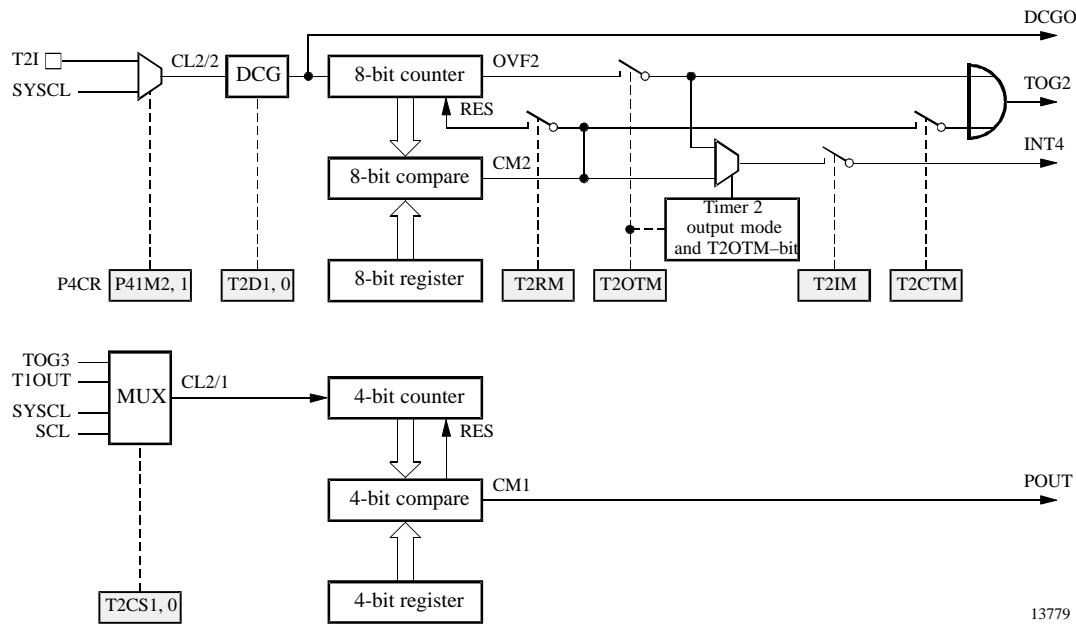 DCGO
T2I
CL2/2
DCG
8-bit counter
OVF2
SYSCL
TOG2
RES
INT4
8-bit compare
CM2
Timer 2
output mode
and T2OTM–bit
P4CR
P41M2, 1
T2D1, 0
8-bit register
T2RM
T2OTM
T2IM
T2CTM
TOG3
T1OUT
SYSCL
SCL
MUX
CL2/1
4-bit counter
RES
4-bit compare
CM1
POUT
T2CS1, 0
4-bit register
13779